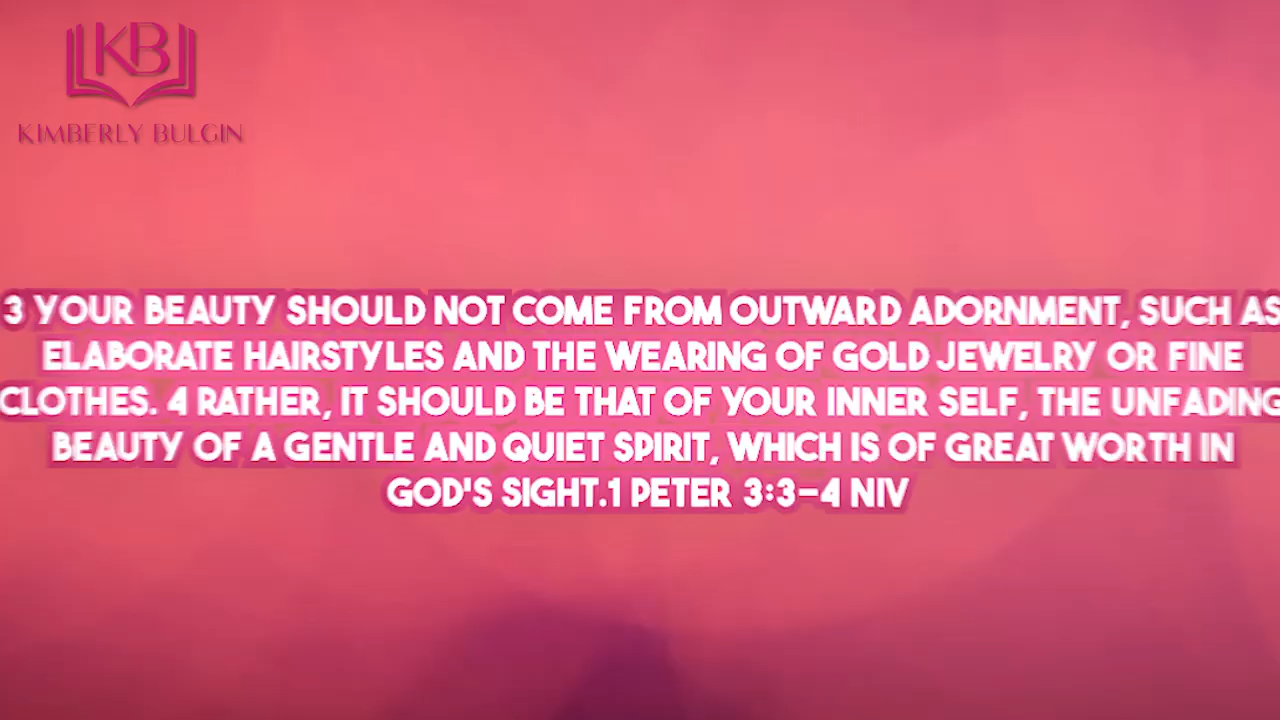 KB
KIMBERLY BULGIN
3 YOUR BEAUTY SHOULD NOT COME FROM OUTWARD ADORNMENT, SUCH AS
ELABORATE HAIRSTYLES AND THE WEARING OF GOLD JEWELRY OR FINE
CLOTHES. 4 RATHER, IT SHOULD BE THAT OF YOUR INNER SELF, THE UNFADING
BEAUTY OF A GENTLE AND QUIET SPIRIT, WHICH IS OF GREAT WORTH IN
GOD'S SIGHT.1 PETER 3:3-4 NIV